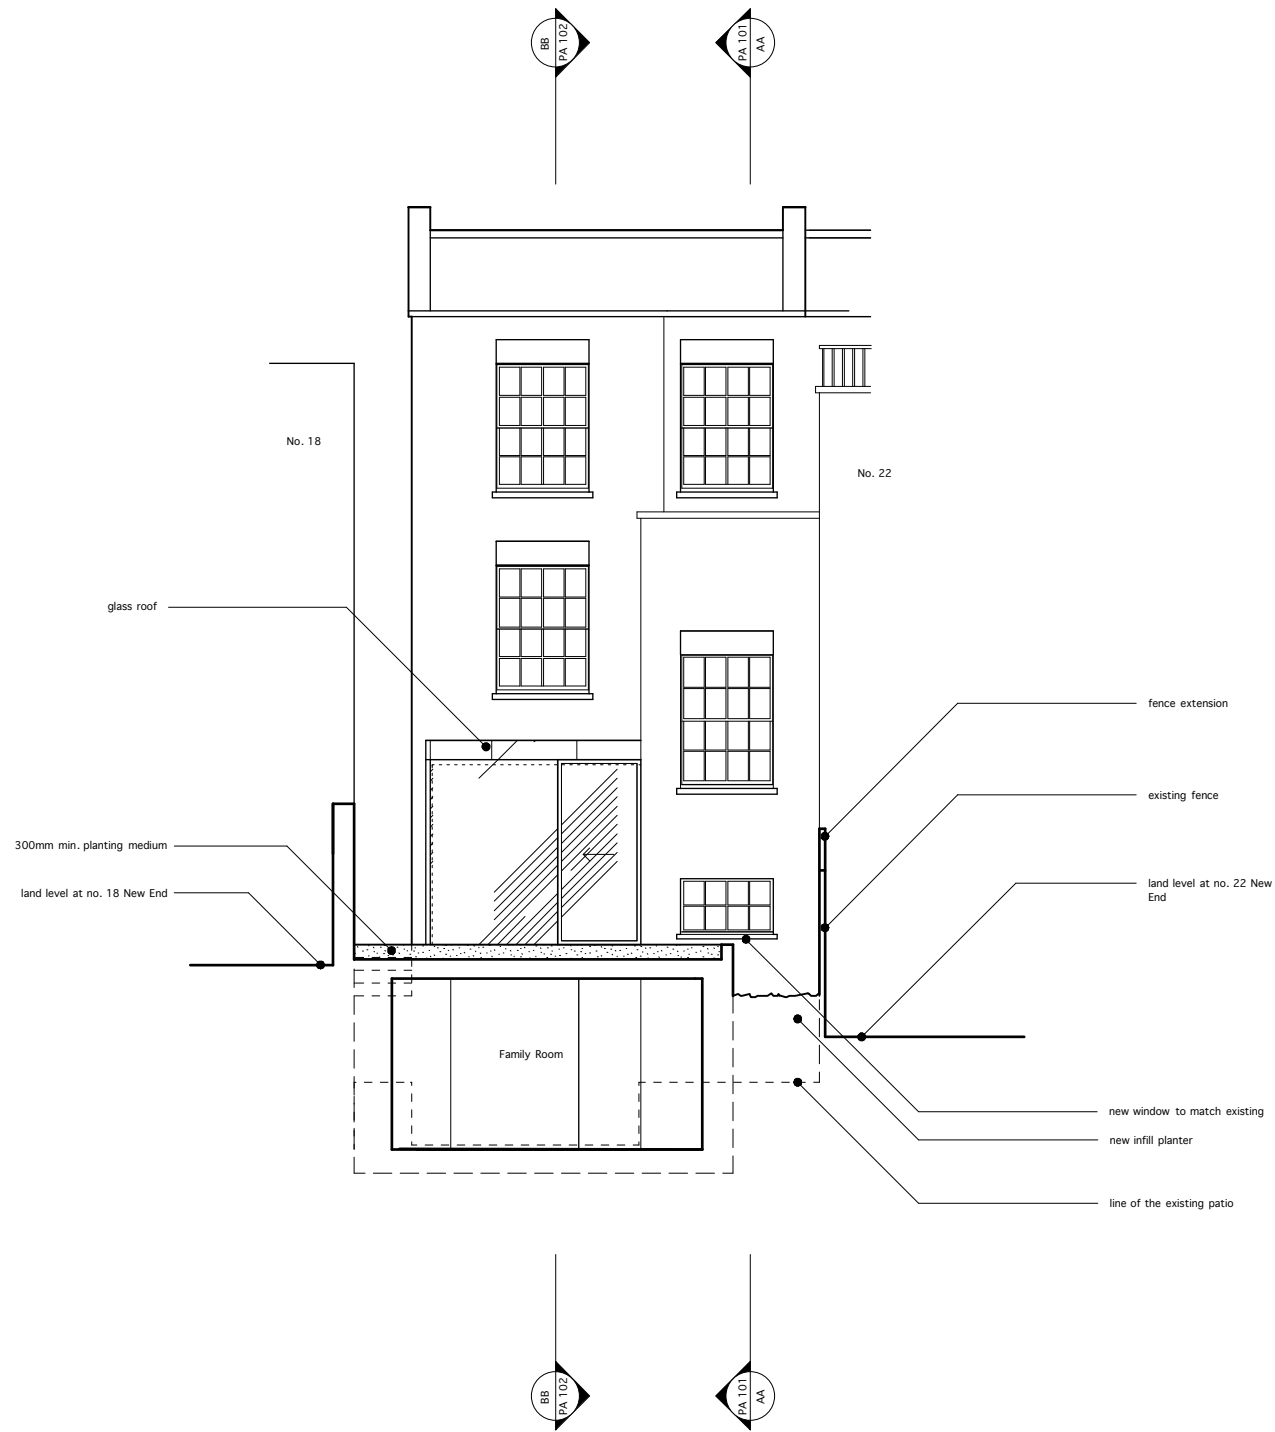 BB
PA 102
PA 101
AA
No. 18
No. 22
glass roof
fence extension
existing fence
300mm min. planting medium
land level at no. 18 New End
land level at no. 22 New
End
Family Room
new window to match existing
new infill planter
line of the existing patio
BB
PA 102
PA 101
AA